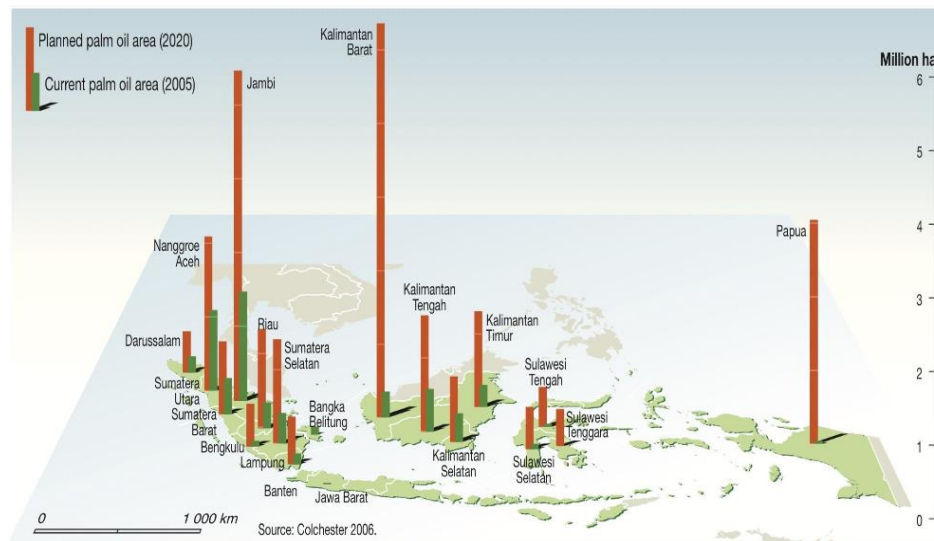 Planned palm oil area (2020)
Current palm oil area (2005)
Kalimantan
Barat
Million ha
6
Jambi
5
4
Papua
Nanggroe
Aceh
3
Kalimantan
Tengah
Kalimantan
Timur
Riau
Darussalam
Sumatera
Selatan
Sulawesi
Tengah
2
Sumatera
Utara
Bangka
Belitung
Sumatera
Barat
Sulawesi
Tenggara
Bengkulu
1
Lampung
Kalimantan
Selatan
Sulawesi
Selatan
Banten
Jawa Barat
0
0
1 000 km
Source: Colchester 2006.